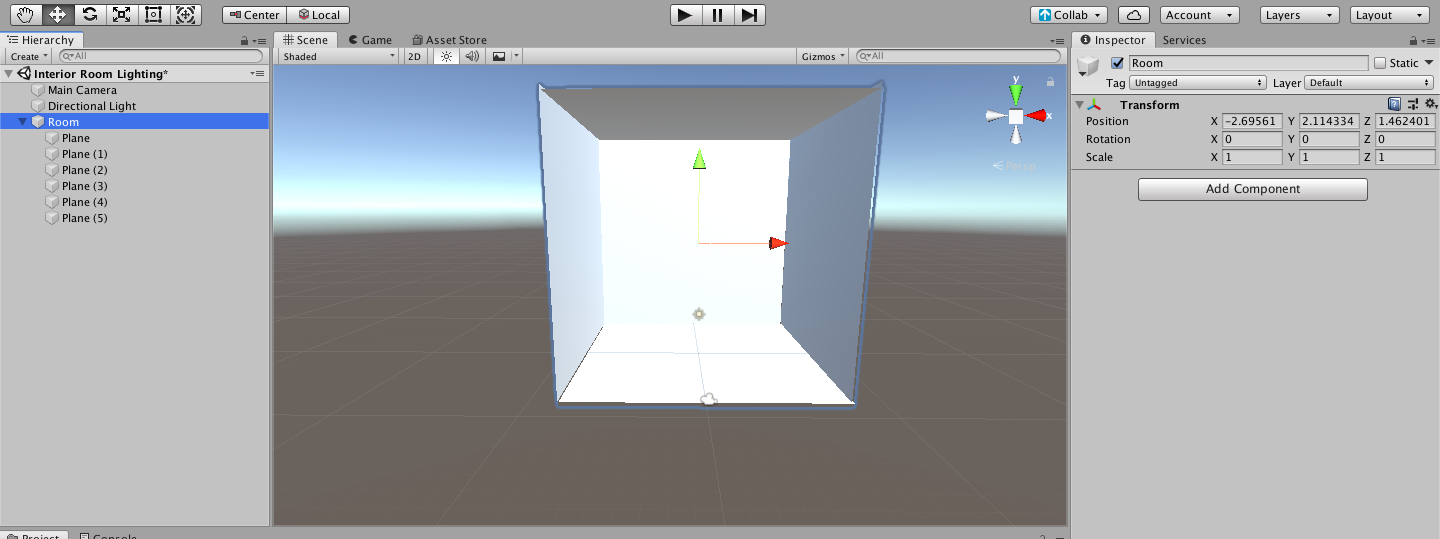 Center Local Collab Account Layers Layout
Hierarchy
Create All
Interior Room Lighting*
Main Camera
Directional Light
Room
Plane
Plane (1)
Plane (2)
Plane (3)
Plane (4)
Plane (5)
Scene Game Asset Store
Shaded 2D Gizmos All
y
x
Persp
Inspector Services
Room Static
Tag Untagged Layer Default
Transform
Position X -2.69561 Y 2.114334 Z 1.462401
Rotation X 0 Y 0 Z 0
Scale X 1 Y 1 Z 1
Add Component
Project Console